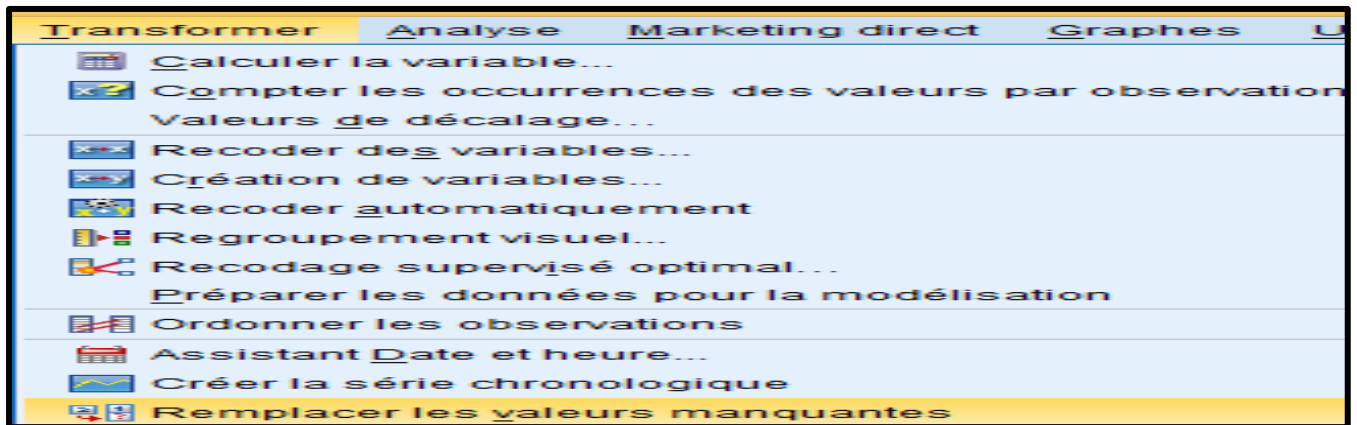 Transformer Analyse Marketing direct Graphes U
Calculer la variable...
Compter les occurrences des valeurs par observation
Valeurs de décalage...
Recoder des variables...
Création de variables...
Recoder automatiquement
Regroupement visuel...
Recodage supervisé optimal...
Préparer les données pour la modélisation
Ordonner les observations
Assistant Date et heure...
Créer la série chronologique
Remplacer les valeurs manquantes